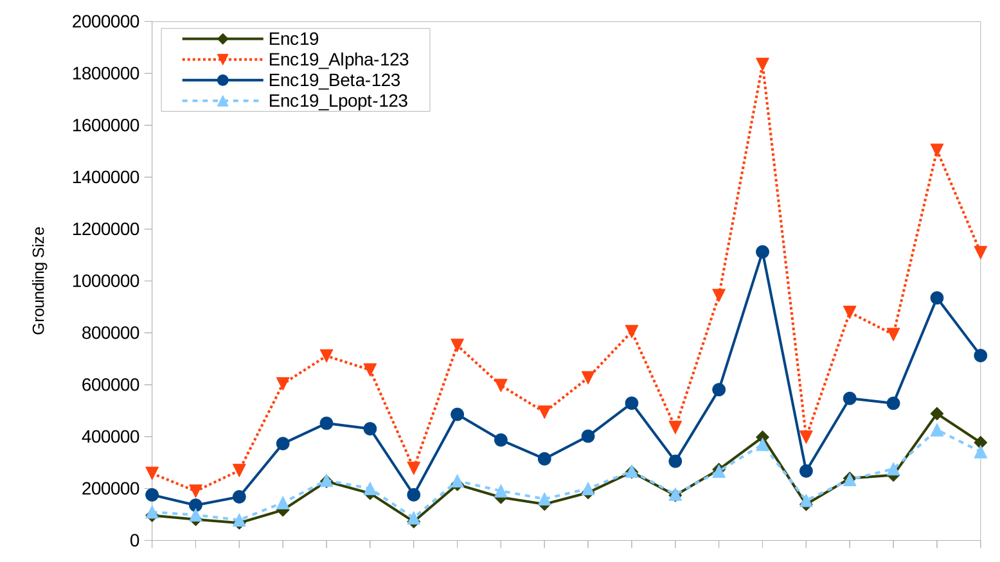 2000000
1800000
1600000
1400000
1200000
1000000
800000
600000
400000
200000
0
Grounding Size
Enc19
Enc19_Alpha-123
Enc19_Beta-123
Enc19_Lpopt-123